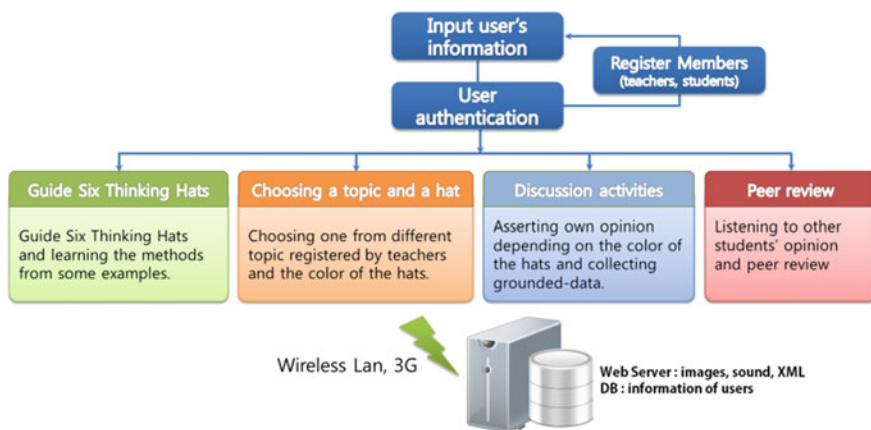 Input user's
information
Register Members
(teachers, students)
User
authentication
Guide Six Thinking Hats
Guide Six Thinking Hats
and learning the methods
from some examples.
Choosing a topic and a hat
Choosing one from different
topic registered by teachers
and the color of the hats.
Discussion activities
Asserting own opinion
depending on the color of
the hats and collecting
grounded-data.
Peer review
Listening to other
students' opinion
and peer review
Wireless Lan, 3G
Web Server : images, sound, XML
DB : information of users